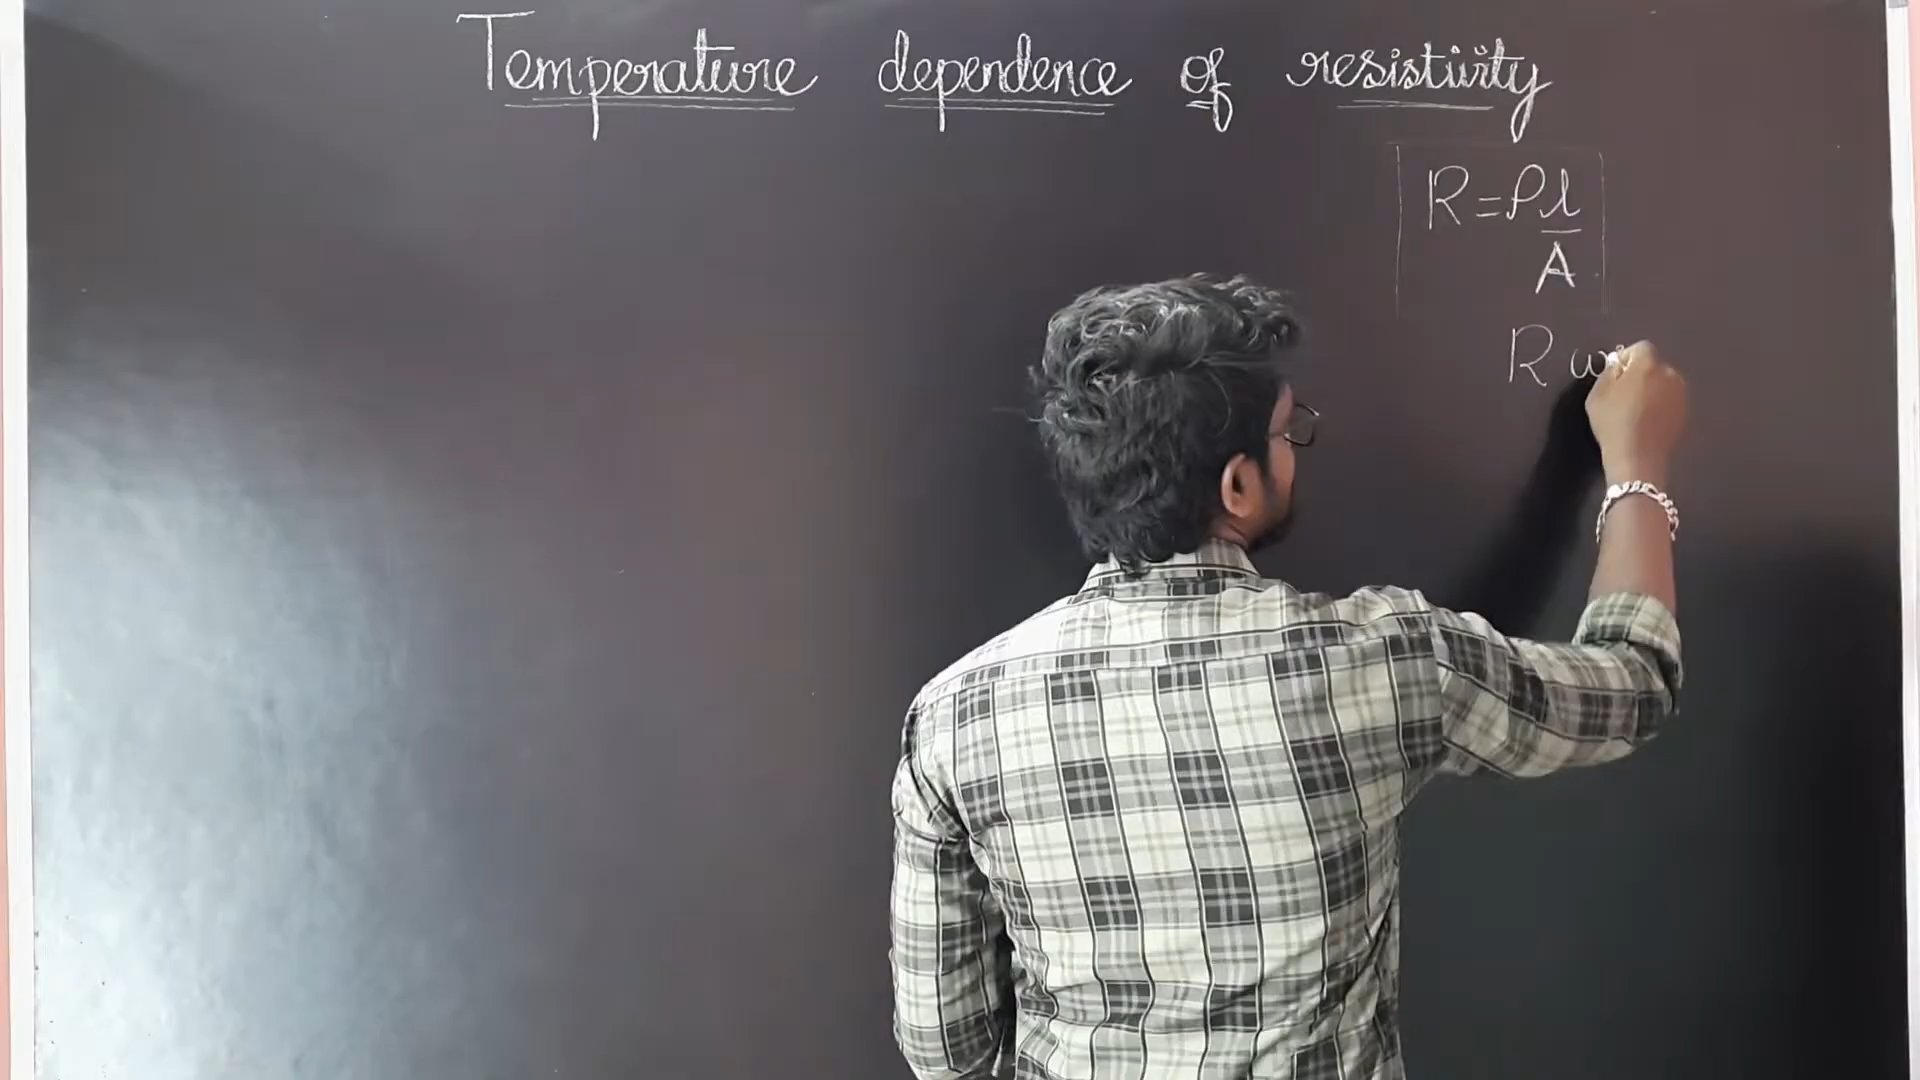 Temperature dependence of resistivity
R = ρl/A
R